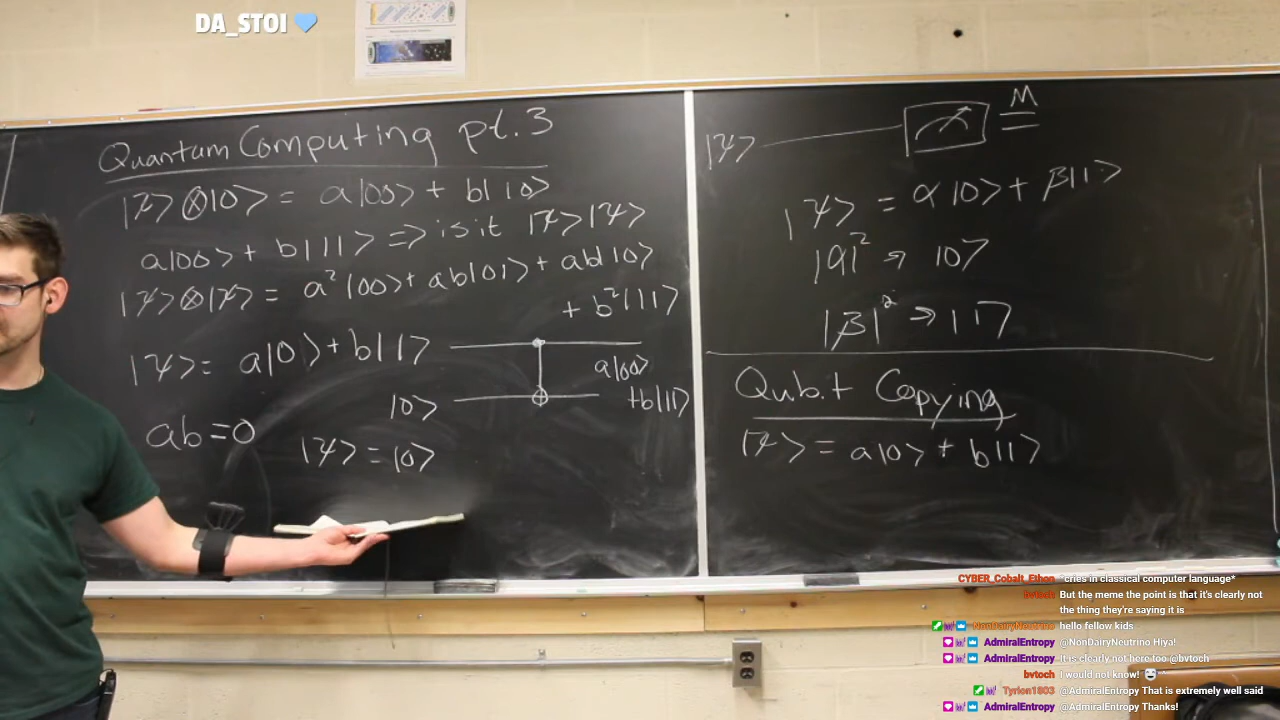 DA_STOI 💙
Quantum Computing pt.3
|ψ>⊗|0> = a|00> + b|10>
a|00> + b|11> => is it |ψ>|ψ>
|ψ>⊗|ψ> = a²|00> + ab|01> + ab|10>
+ b²|11>
|ψ> = a|0> + b|1>
a|00>
+b|11>
|0>
ab=0
|ψ> = |0>
M
|ψ>
|ψ> = α|0> + β|1>
|α|² → |0>
|β|² → |1>
Qubit Copying
|ψ> = a|0> + b|1>
CYBER_Cobalt_Ethon *cries in classical computer language*
bvtoch But the meme the point is that it's clearly not
the thing they're saying it is
NonDairyNeutrino hello fellow kids
AdmiralEntropy @NonDairyNeutrino Hiya!
AdmiralEntropy It is clearly not here too @bvtoch
bvtoch I would not know!
Tyrion1803 @AdmiralEntropy That is extremely well said
AdmiralEntropy @AdmiralEntropy Thanks!